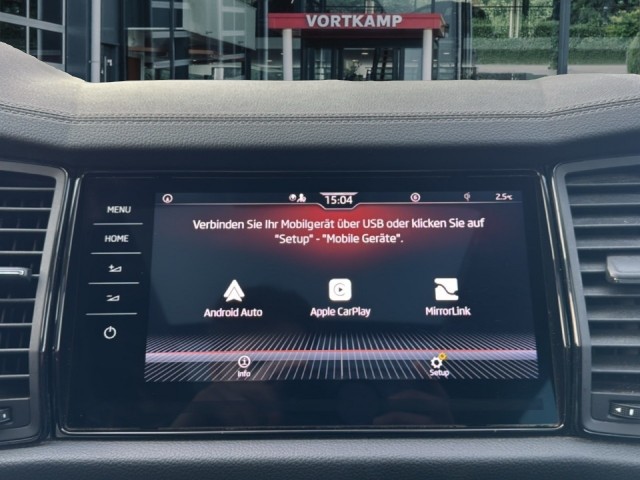 VORTKAMP
MENU
HOME
15:04
2.5°C
Verbinden Sie Ihr Mobilgerät über USB oder klicken Sie auf
"Setup" - "Mobile Geräte".
Android Auto
Apple CarPlay
MirrorLink
Info
Setup